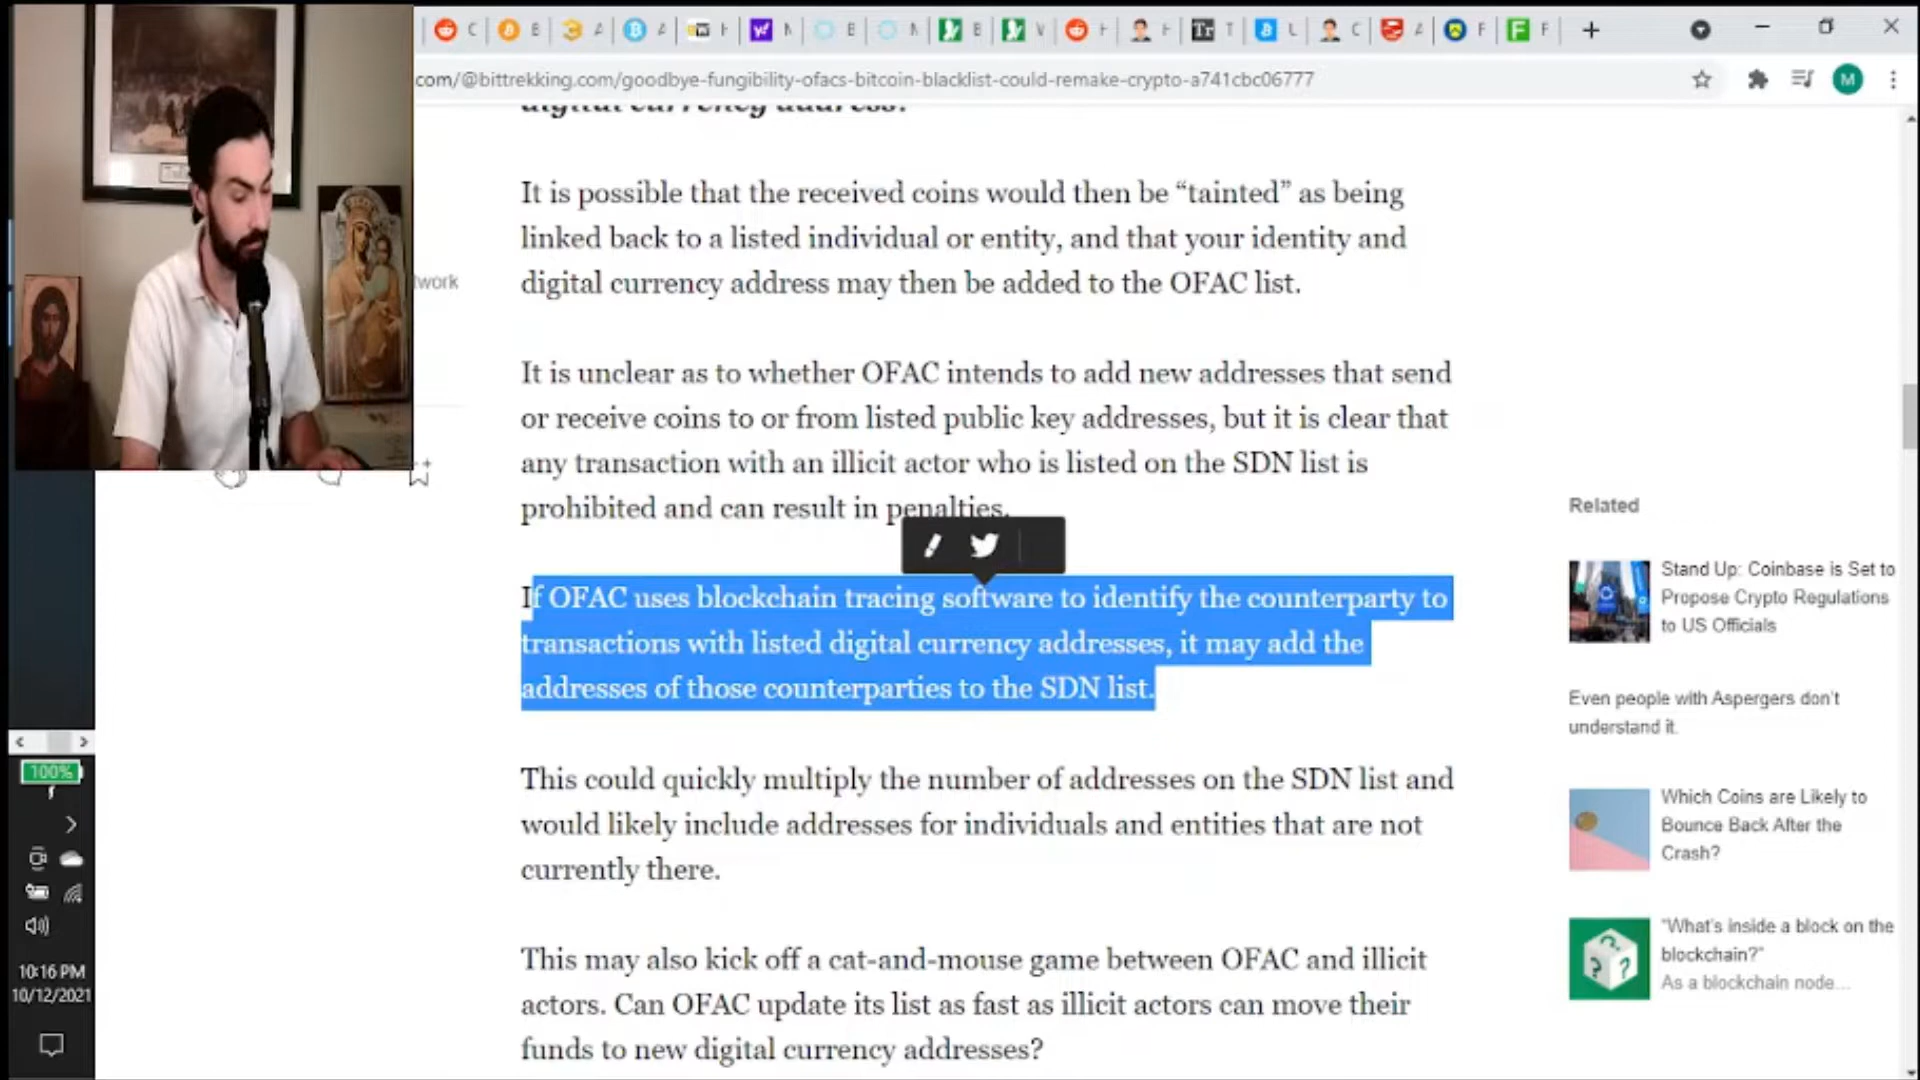 C
B
A
A
H
N
B
N
B
V
H
H
Tr T
L
C
A
F
F
com/@bittrekking.com/goodbye-fungibility-ofacs-bitcoin-blacklist-could-remake-crypto-a741cbc06777
M
digital currency address?
It is possible that the received coins would then be “tainted” as being
linked back to a listed individual or entity, and that your identity and
digital currency address may then be added to the OFAC list.
twork
It is unclear as to whether OFAC intends to add new addresses that send
or receive coins to or from listed public key addresses, but it is clear that
any transaction with an illicit actor who is listed on the SDN list is
prohibited and can result in penalties.
If OFAC uses blockchain tracing software to identify the counterparty to
transactions with listed digital currency addresses, it may add the
addresses of those counterparties to the SDN list.
This could quickly multiply the number of addresses on the SDN list and
would likely include addresses for individuals and entities that are not
currently there.
This may also kick off a cat-and-mouse game between OFAC and illicit
actors. Can OFAC update its list as fast as illicit actors can move their
funds to new digital currency addresses?
Related
Stand Up: Coinbase is Set to
Propose Crypto Regulations
to US Officials
Even people with Aspergers don't
understand it.
Which Coins are Likely to
Bounce Back After the
Crash?
"What's inside a block on the
blockchain?"
As a blockchain node...
100%
10:16 PM
10/12/2021